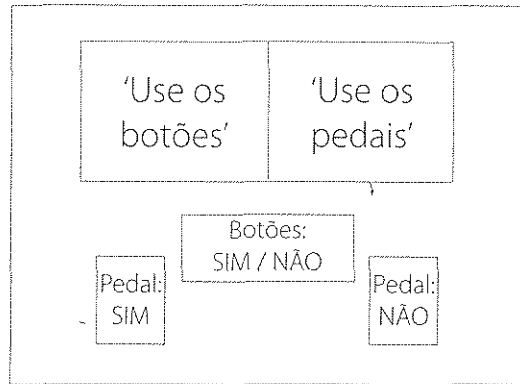 'Use os
botões'
'Use os
pedais'
Botões:
SIM / NÃO
Pedal:
SIM
Pedal:
NÃO